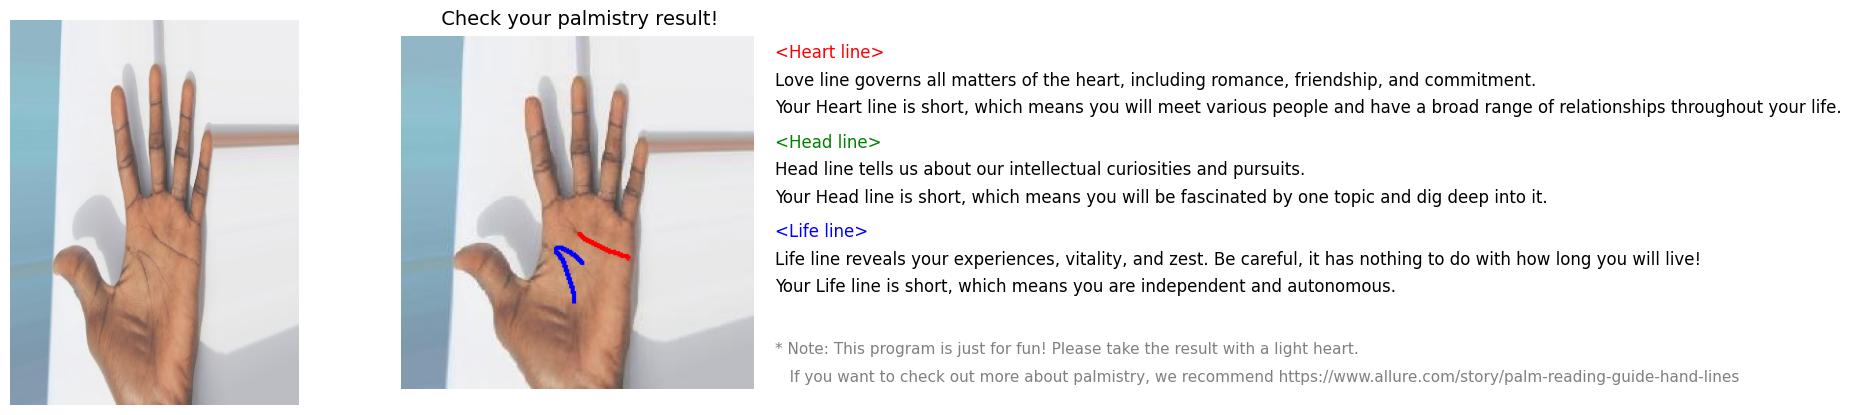 Check your palmistry result!
<Heart line>
Love line governs all matters of the heart, including romance, friendship, and commitment.
Your Heart line is short, which means you will meet various people and have a broad range of relationships throughout your life.
<Head line>
Head line tells us about our intellectual curiosities and pursuits.
Your Head line is short, which means you will be fascinated by one topic and dig deep into it.
<Life line>
Life line reveals your experiences, vitality, and zest. Be careful, it has nothing to do with how long you will live!
Your Life line is short, which means you are independent and autonomous.
* Note: This program is just for fun! Please take the result with a light heart.
If you want to check out more about palmistry, we recommend https://www.allure.com/story/palm-reading-guide-hand-lines